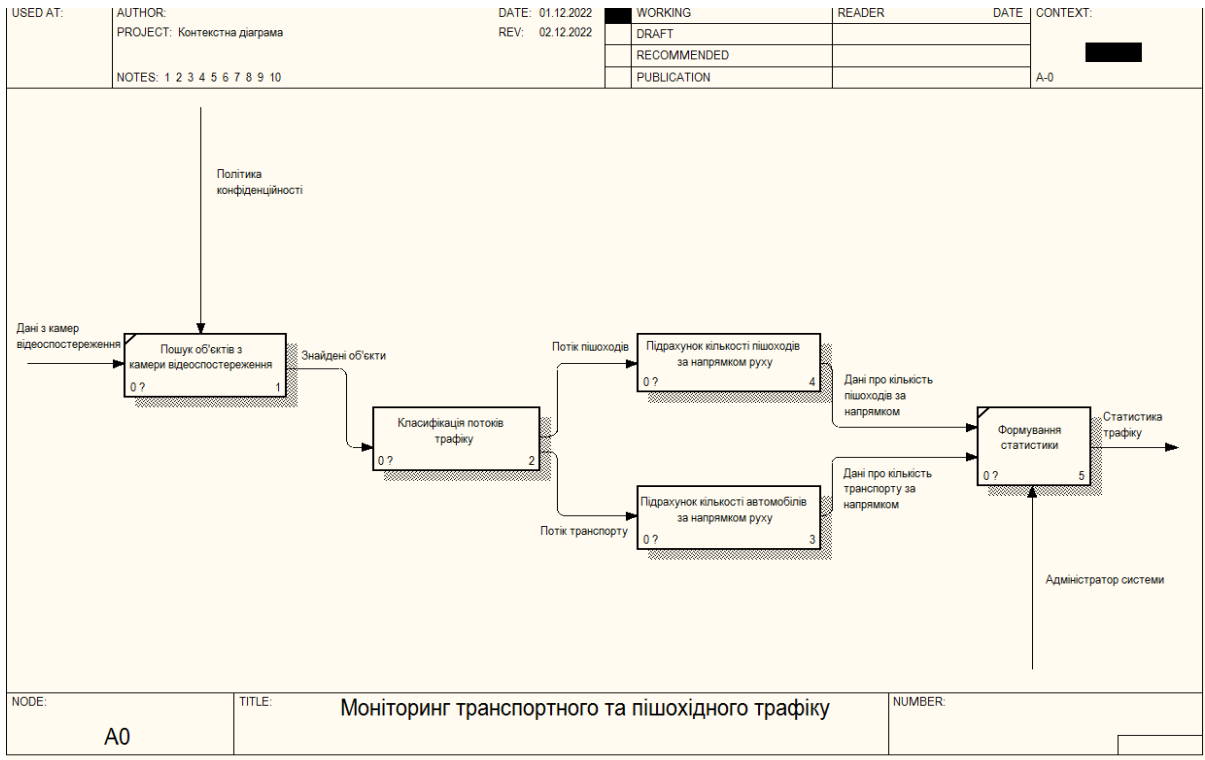 USED AT:
AUTHOR:
DATE: 01.12.2022
WORKING
READER
DATE
CONTEXT:
PROJECT: Контекстна діаграма
REV: 02.12.2022
DRAFT
RECOMMENDED
NOTES: 1 2 3 4 5 6 7 8 9 10
PUBLICATION
A-0
Політика
конфіденційності
Дані з камер
відеоспостереження
Пошук об'єктів з
камери відеоспостереження
0 ?
1
Знайдені об'єкти
Класифікація потоків
трафіку
0 ?
2
Потік пішоходів
Підрахунок кількості пішоходів
за напрямком руху
0 ?
4
Дані про кількість
пішоходів за
напрямком
Потік транспорту
Підрахунок кількості автомобілів
за напрямком руху
0 ?
3
Дані про кількість
транспорту за
напрямком
Формування
статистики
0 ?
5
Статистика
трафіку
Адміністратор системи
NODE:
A0
TITLE:
Моніторинг транспортного та пішохідного трафіку
NUMBER: